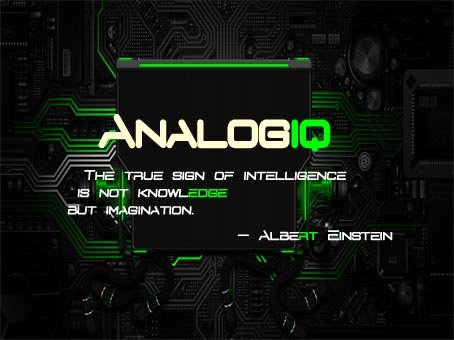 AnalogIQ
The true sign of intelligence
is not knowledge
but imagination.
– Albert Einstein